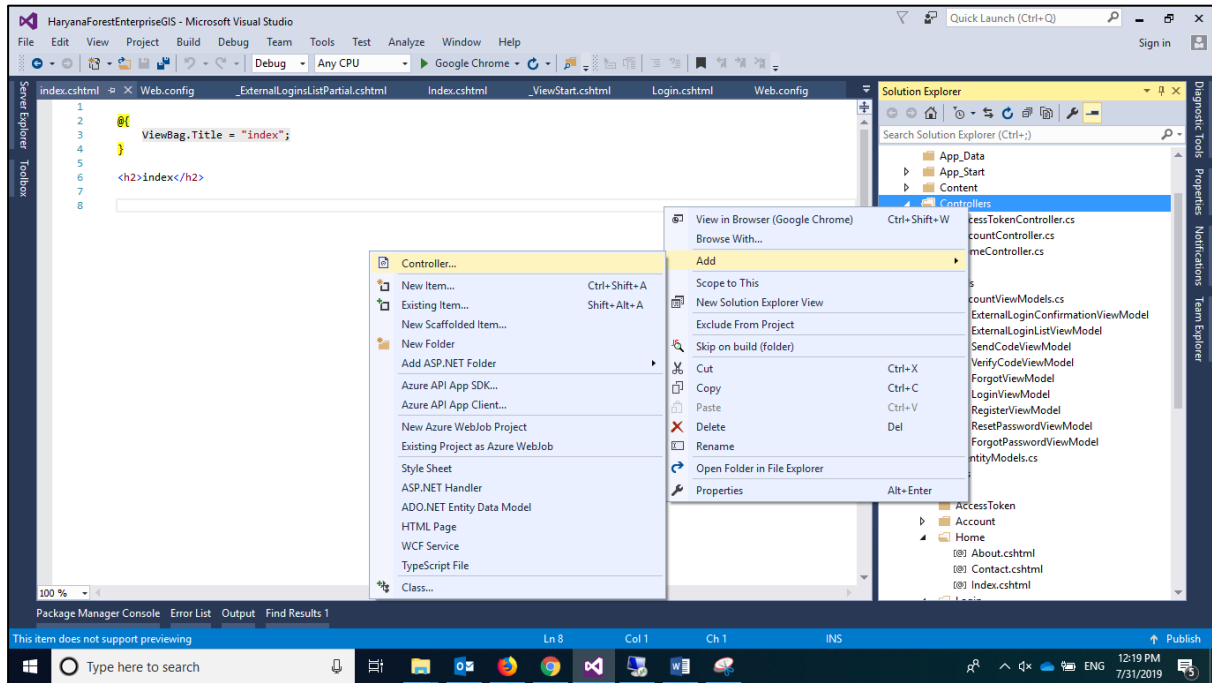 HaryanaForestEnterpriseGIS - Microsoft Visual Studio
Quick Launch (Ctrl+Q)
File Edit View Project Build Debug Team Tools Test Analyze Window Help
Sign in
Debug Any CPU Google Chrome
Server Explorer
Toolbox
index.cshtml Web.config _ExternalLoginsListPartial.cshtml Index.cshtml _ViewStart.cshtml Login.cshtml Web.config
1
2 @{
3 ViewBag.Title = "index";
4 }
5
6 <h2>index</h2>
7
8
Controller...
New Item... Ctrl+Shift+A
Existing Item... Shift+Alt+A
New Scaffolded Item...
New Folder
Add ASP.NET Folder
Azure API App SDK...
Azure API App Client...
New Azure WebJob Project
Existing Project as Azure WebJob
Style Sheet
ASP.NET Handler
ADO.NET Entity Data Model
HTML Page
WCF Service
TypeScript File
Class...
View in Browser (Google Chrome) Ctrl+Shift+W
Browse With...
Add
Scope to This
New Solution Explorer View
Exclude From Project
Skip on build (folder)
Cut Ctrl+X
Copy Ctrl+C
Paste Ctrl+V
Delete Del
Rename
Open Folder in File Explorer
Properties Alt+Enter
Solution Explorer
Search Solution Explorer (Ctrl+;)
App_Data
App_Start
Content
Controllers
cessTokenController.cs
countController.cs
meController.cs
s
countViewModels.cs
ExternalLoginConfirmationViewModel
ExternalLoginListViewModel
SendCodeViewModel
VerifyCodeViewModel
ForgotViewModel
LoginViewModel
RegisterViewModel
ResetPasswordViewModel
ForgotPasswordViewModel
entityModels.cs
s
AccessToken
Account
Home
About.cshtml
Contact.cshtml
Index.cshtml
Diagnostic Tools
Properties
Notifications
Team Explorer
100 %
Package Manager Console Error List Output Find Results 1
This item does not support previewing Ln 8 Col 1 Ch 1 INS Publish
Type here to search
ENG
12:19 PM
7/31/2019
5